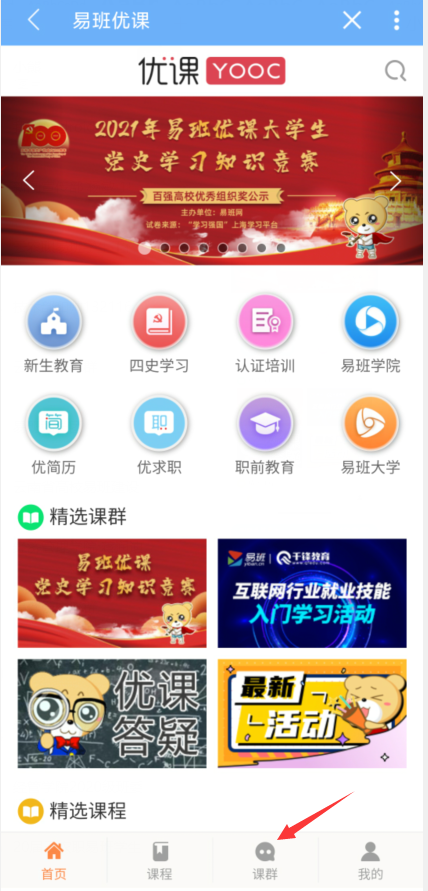 易班优课
优课 YOOC
100
2021年易班优课大学生
党史学习知识竞赛
百强高校优秀组织奖公示
主办单位：易班网
试卷来源：“学习强国”上海学习平台
新生教育 四史学习 认证培训 易班学院
简 职
优简历 优求职 职前教育 易班大学
精选课群
易班优课
党史学习知识竞赛
易班 yiban.cn 千锋教育
互联网行业就业技能
入门学习活动
优课
答疑
最新
活动
精选课程
首页 课程 课群 我的